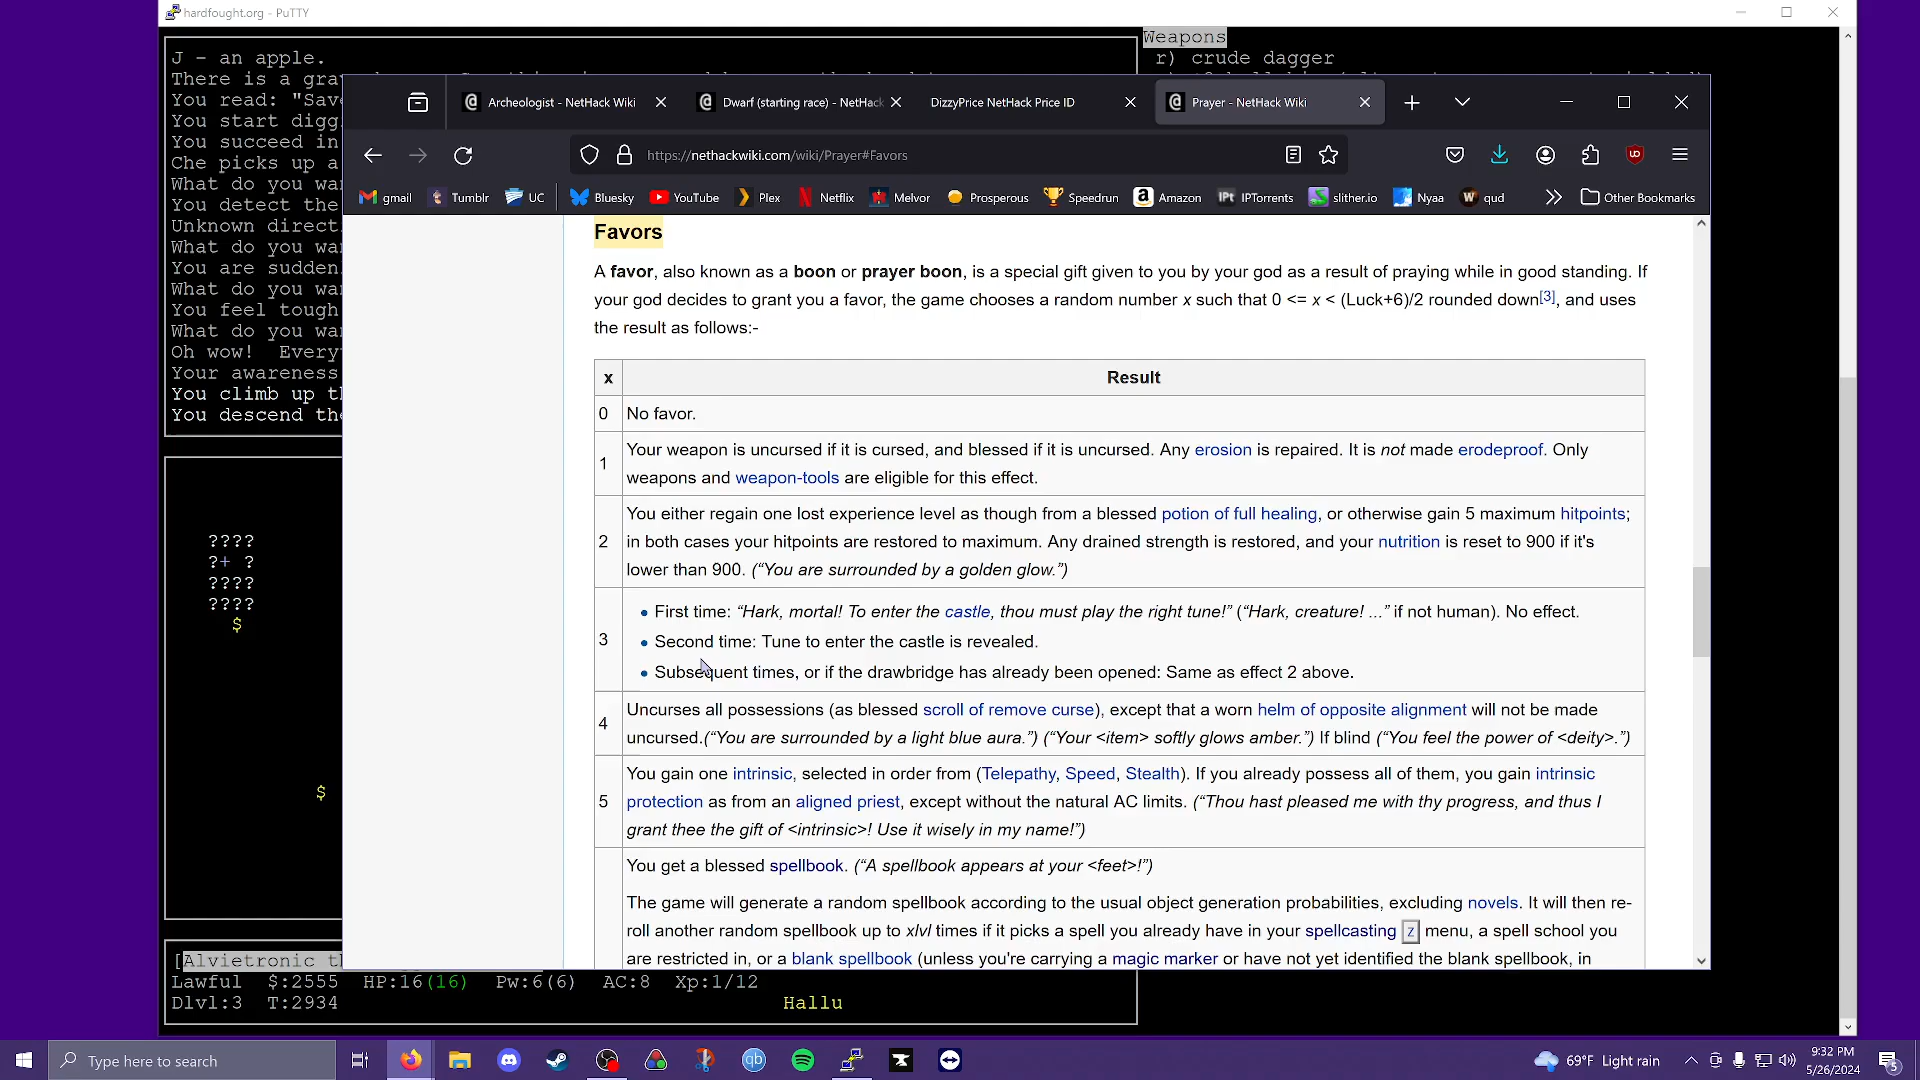 hardfought.org - PuTTY
J - an apple.
There is a gra
You read: "Save
You start digg
You succeed in
Che picks up a
What do you wan
You detect the
Unknown direct
What do you wan
You are sudden
What do you wan
You feel tough
What do you wan
Oh wow! Every
Your awareness
You climb up th
You descend the
Weapons
r) crude dagger
Archeologist - NetHack Wiki
Dwarf (starting race) - NetHack
DizzyPrice NetHack Price ID
Prayer - NetHack Wiki
https://nethackwiki.com/wiki/Prayer#Favors
gmail
Tumblr
UC
Bluesky
YouTube
Plex
Netflix
Melvor
Prosperous
Speedrun
Amazon
IPTorrents
slither.io
Nyaa
qud
Other Bookmarks
Favors
A favor, also known as a boon or prayer boon, is a special gift given to you by your god as a result of praying while in good standing. If
your god decides to grant you a favor, the game chooses a random number x such that 0 <= x < (Luck+6)/2 rounded down[3], and uses
the result as follows:-
x Result
0 No favor.
1 Your weapon is uncursed if it is cursed, and blessed if it is uncursed. Any erosion is repaired. It is not made erodeproof. Only
weapons and weapon-tools are eligible for this effect.
2 You either regain one lost experience level as though from a blessed potion of full healing, or otherwise gain 5 maximum hitpoints;
in both cases your hitpoints are restored to maximum. Any drained strength is restored, and your nutrition is reset to 900 if it's
lower than 900. (“You are surrounded by a golden glow.”)
3 • First time: “Hark, mortal! To enter the castle, thou must play the right tune!” (“Hark, creature! ...” if not human). No effect.
• Second time: Tune to enter the castle is revealed.
• Subsequent times, or if the drawbridge has already been opened: Same as effect 2 above.
4 Uncurses all possessions (as blessed scroll of remove curse), except that a worn helm of opposite alignment will not be made
uncursed.(“You are surrounded by a light blue aura.”) (“Your <item> softly glows amber.”) If blind (“You feel the power of <deity>.”)
5 You gain one intrinsic, selected in order from (Telepathy, Speed, Stealth). If you already possess all of them, you gain intrinsic
protection as from an aligned priest, except without the natural AC limits. (“Thou hast pleased me with thy progress, and thus I
grant thee the gift of <intrinsic>! Use it wisely in my name!”)
You get a blessed spellbook. (“A spellbook appears at your <feet>!”)
The game will generate a random spellbook according to the usual object generation probabilities, excluding novels. It will then re-
roll another random spellbook up to xlvl times if it picks a spell you already have in your spellcasting Z menu, a spell school you
are restricted in, or a blank spellbook (unless you're carrying a magic marker or have not yet identified the blank spellbook, in
????
?+ ?
????
????
$
$
[Alvietronic th
Lawful $:2555 HP:16(16) Pw:6(6) AC:8 Xp:1/12
Dlvl:3 T:2934 Hallu
Type here to search
69°F Light rain
9:32 PM
5/26/2024
5